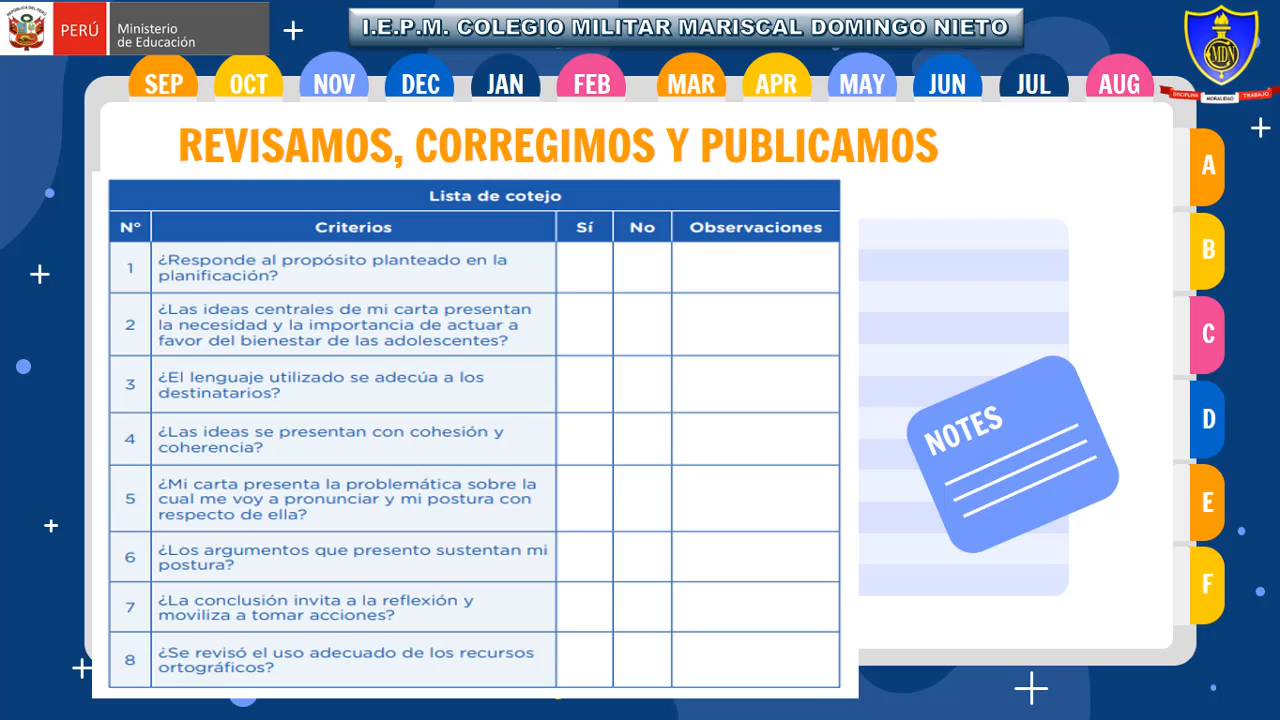 PERÚ
Ministerio
de Educación
I.E.P.M. COLEGIO MILITAR MARISCAL DOMINGO NIETO
CMDN
DISCIPLINA MORALIDAD TRABAJO
SEP OCT NOV DEC JAN FEB MAR APR MAY JUN JUL AUG
REVISAMOS, CORREGIMOS Y PUBLICAMOS
Lista de cotejo
N° Criterios Sí No Observaciones
1 ¿Responde al propósito planteado en la
planificación?
2 ¿Las ideas centrales de mi carta presentan
la necesidad y la importancia de actuar a
favor del bienestar de las adolescentes?
3 ¿El lenguaje utilizado se adecúa a los
destinatarios?
4 ¿Las ideas se presentan con cohesión y
coherencia?
5 ¿Mi carta presenta la problemática sobre la
cual me voy a pronunciar y mi postura con
respecto de ella?
6 ¿Los argumentos que presento sustentan mi
postura?
7 ¿La conclusión invita a la reflexión y
moviliza a tomar acciones?
8 ¿Se revisó el uso adecuado de los recursos
ortográficos?
NOTES
A
B
C
D
E
F